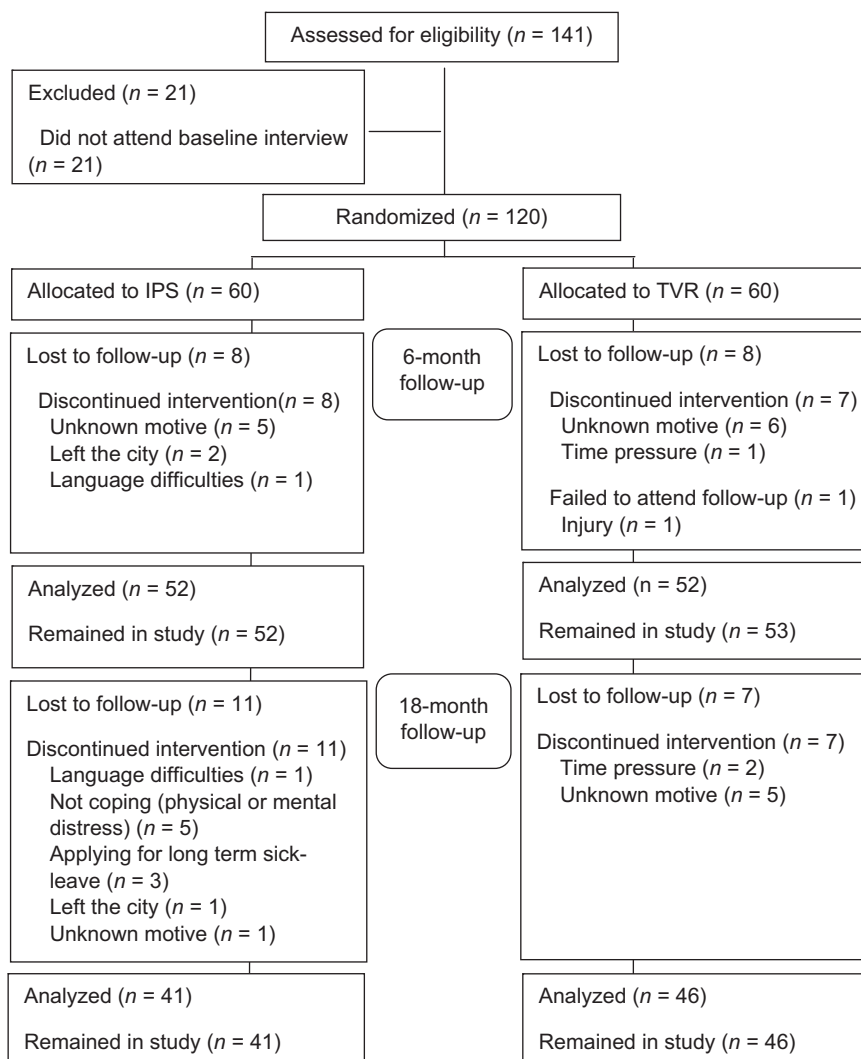 Assessed for eligibility (n = 141)
Excluded (n = 21)
Did not attend baseline interview
(n = 21)
Randomized (n = 120)
Allocated to IPS (n = 60)
Allocated to TVR (n = 60)
Lost to follow-up (n = 8)
Discontinued intervention(n = 8)
Unknown motive (n = 5)
Left the city (n = 2)
Language difficulties (n = 1)
6-month
follow-up
Lost to follow-up (n = 8)
Discontinued intervention (n = 7)
Unknown motive (n = 6)
Time pressure (n = 1)
Failed to attend follow-up (n = 1)
Injury (n = 1)
Analyzed (n = 52)
Remained in study (n = 52)
Analyzed (n = 52)
Remained in study (n = 53)
Lost to follow-up (n = 11)
Discontinued intervention (n = 11)
Language difficulties (n = 1)
Not coping (physical or mental
distress) (n = 5)
Applying for long term sick-
leave (n = 3)
Left the city (n = 1)
Unknown motive (n = 1)
18-month
follow-up
Lost to follow-up (n = 7)
Discontinued intervention (n = 7)
Time pressure (n = 2)
Unknown motive (n = 5)
Analyzed (n = 41)
Remained in study (n = 41)
Analyzed (n = 46)
Remained in study (n = 46)